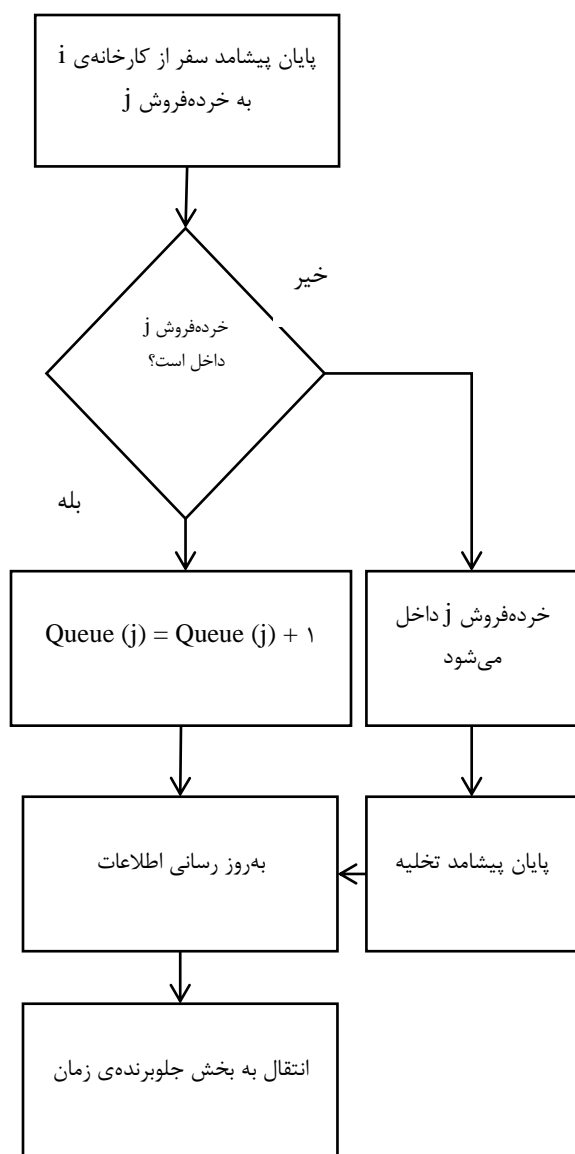 پایان پیشامد سفر از کارخانه‌ی i
به خرده‌فروش j
خیر
خرده‌فروش j
داخل است؟
بله
Queue (j) = Queue (j) + ۱
خرده‌فروش j داخل
می‌شود
به‌روز رسانی اطلاعات
پایان پیشامد تخلیه
انتقال به بخش جلوبرنده‌ی زمان